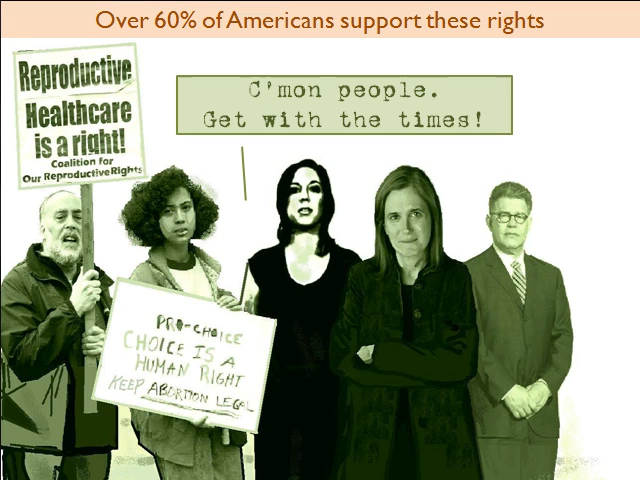 Over 60% of Americans support these rights
Reproductive
Healthcare
is a right!
Coalition for
Our Reproductive Rights
C'mon people.
Get with the times!
PRO-CHOICE
CHOICE IS A
HUMAN RIGHT
KEEP ABORTION LEGAL